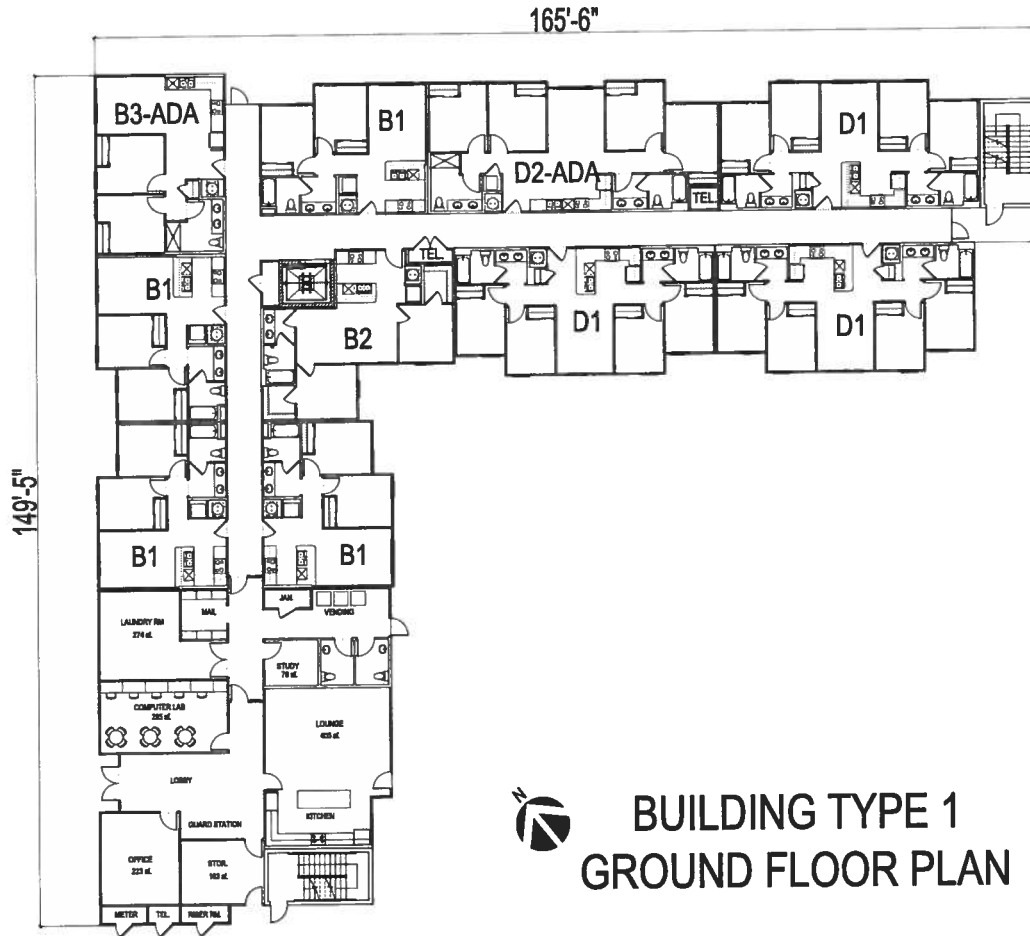 165'-6"
B3-ADA
B1
D2-ADA
D1
TEL.
TEL.
B1
B2
D1
D1
149'-5"
B1
B1
LAUNDRY RM
274 sf.
MAIL
JAN.
VENDING
STUDY
COMPUTER LAB
LOUNGE
LOBBY
KITCHEN
GUARD STATION
OFFICE
223 sf.
STOR.
METER
TEL.
RISER RM.
N
BUILDING TYPE 1
GROUND FLOOR PLAN